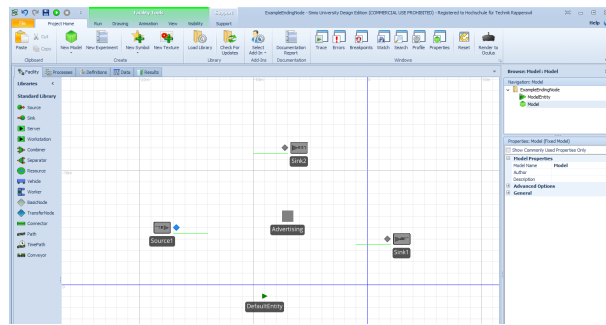 Facility Tools
Support
ExampleEndingNode - Simio University Design Edition (COMMERCIAL USE PROHIBITED) - Registered to Hochschule für Technik Rapperswil
File
Project Home
Run
Drawing
Animation
View
Visibility
Support
Help
Paste
Cut
Copy
New Model
New Experiment
New Symbol
New Texture
Load Library
Check For Updates
Select Add-In
Documentation Report
Trace
Errors
Breakpoints
Watch
Search
Profile
Properties
Reset
Render to Oculus
Clipboard
Create
Library
Add-Ins
Documentation
Windows
Facility
Processes
Definitions
Data
Results
Libraries
Standard Library
Source
Sink
Server
Workstation
Combiner
Separator
Resource
Vehicle
Worker
BasicNode
TransferNode
Connector
Path
TimePath
Conveyor
Sink2
Advertising
Source1
Sink1
DefaultEntity
Browse: Model : Model
Navigation: Model
ExampleEndingNode
ModelEntity
Model
Properties: Model (Fixed Model)
Show Commonly Used Properties Only
Model Properties
Model Name Model
Author
Description
Advanced Options
General